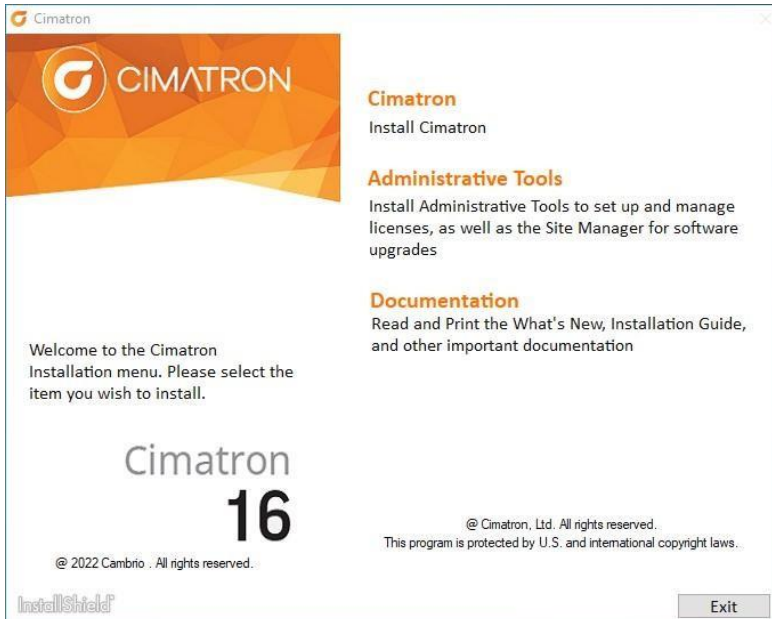 Cimatron
CIMATRON
Cimatron
Install Cimatron
Administrative Tools
Install Administrative Tools to set up and manage
licenses, as well as the Site Manager for software
upgrades
Documentation
Read and Print the What's New, Installation Guide,
and other important documentation
Welcome to the Cimatron
Installation menu. Please select the
item you wish to install.
Cimatron
16
@ 2022 Cambrio . All rights reserved.
@ Cimatron, Ltd. All rights reserved.
This program is protected by U.S. and international copyright laws.
InstallShield
Exit